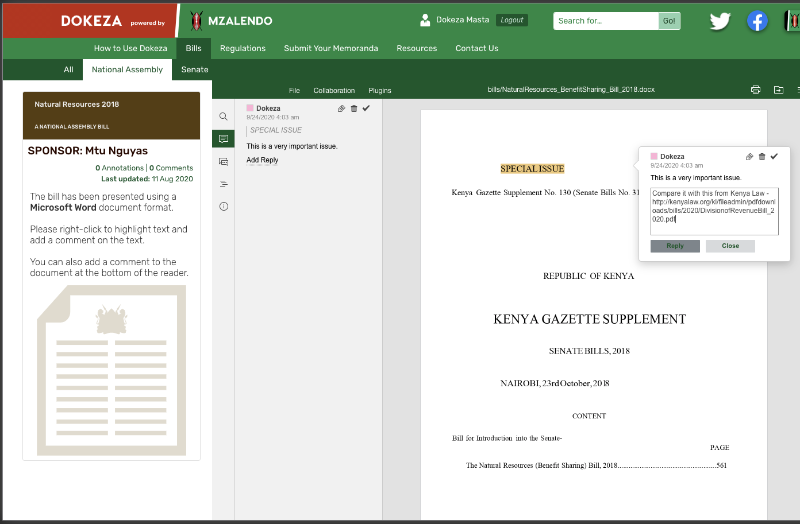 DOKEZA powered by MZALENDO
Dokeza Masta Logout
Search for... Go!
How to Use Dokeza Bills Regulations Submit Your Memoranda Resources Contact Us
All National Assembly Senate
File Collaboration Plugins
bills/NaturalResources_BenefitSharing_Bill_2018.docx
Natural Resources 2018
A NATIONAL ASSEMBLY BILL
SPONSOR: Mtu Nguyas
0 Annotations | 0 Comments
Last updated: 11 Aug 2020
The bill has been presented using a
Microsoft Word document format.
Please right-click to highlight text and
add a comment on the text.
You can also add a comment to the
document at the bottom of the reader.
Dokeza
9/24/2020 4:03 am
SPECIAL ISSUE
This is a very important issue.
Add Reply
SPECIAL ISSUE
Kenya Gazette Supplement No. 130 (Senate Bills No. 31
REPUBLIC OF KENYA
KENYA GAZETTE SUPPLEMENT
SENATE BILLS, 2018
NAIROBI, 23rd October, 2018
CONTENT
Bill for Introduction into the Senate-
PAGE
The Natural Resources (Benefit Sharing) Bill, 2018......................................................561
Dokeza
9/24/2020 4:03 am
This is a very important issue.
Compare it with this from Kenya Law -
http://kenyalaw.org/kl/fileadmin/pdfdownl
oads/bills/2020/DivisionofRevenueBill_2
020.pdf
Reply Close